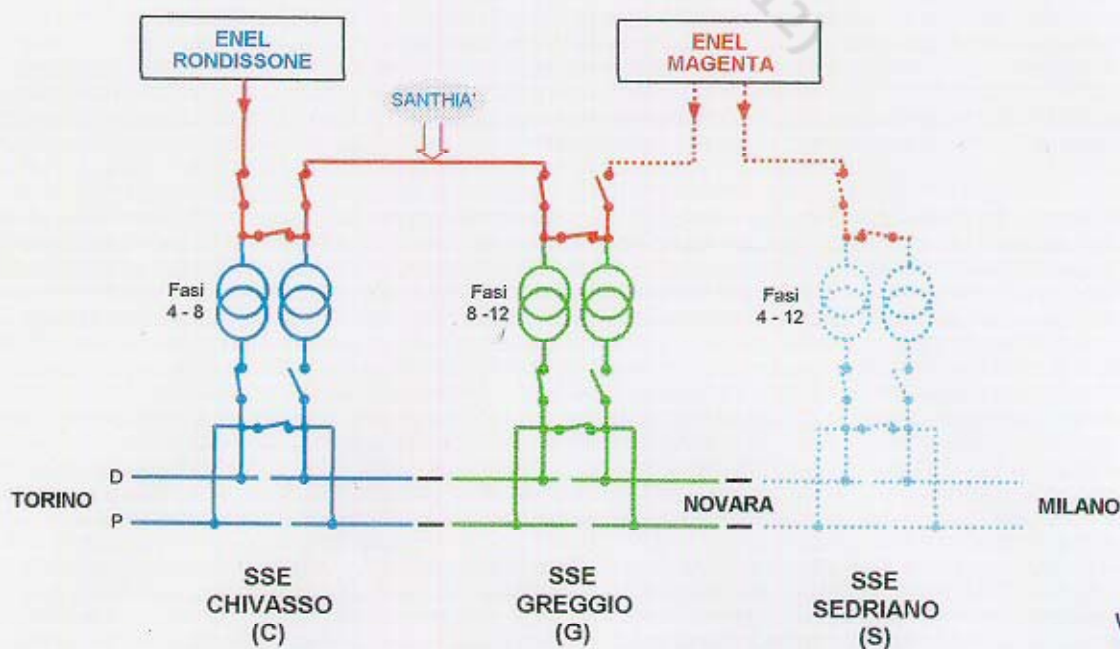 12)
ENEL
RONDISSONE
ENEL
MAGENTA
SANTHIA'
Fasi
4 - 8
Fasi
8 -12
Fasi
4 - 12
D
TORINO
NOVARA
MILANO
P
SSE
CHIVASSO
(C)
SSE
GREGGIO
(G)
SSE
SEDRIANO
(S)